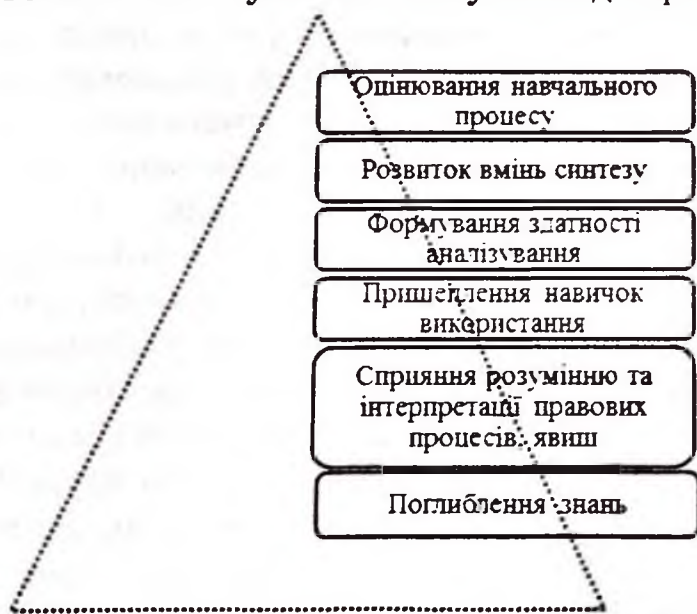 Оцінювання навчального
процесу
Розвиток вмінь синтезу
Формування здатності
аналізування
Прищеплення навичок
використання
Сприяння розумінню та
інтерпретації правових
процесів, явищ
Поглиблення знань